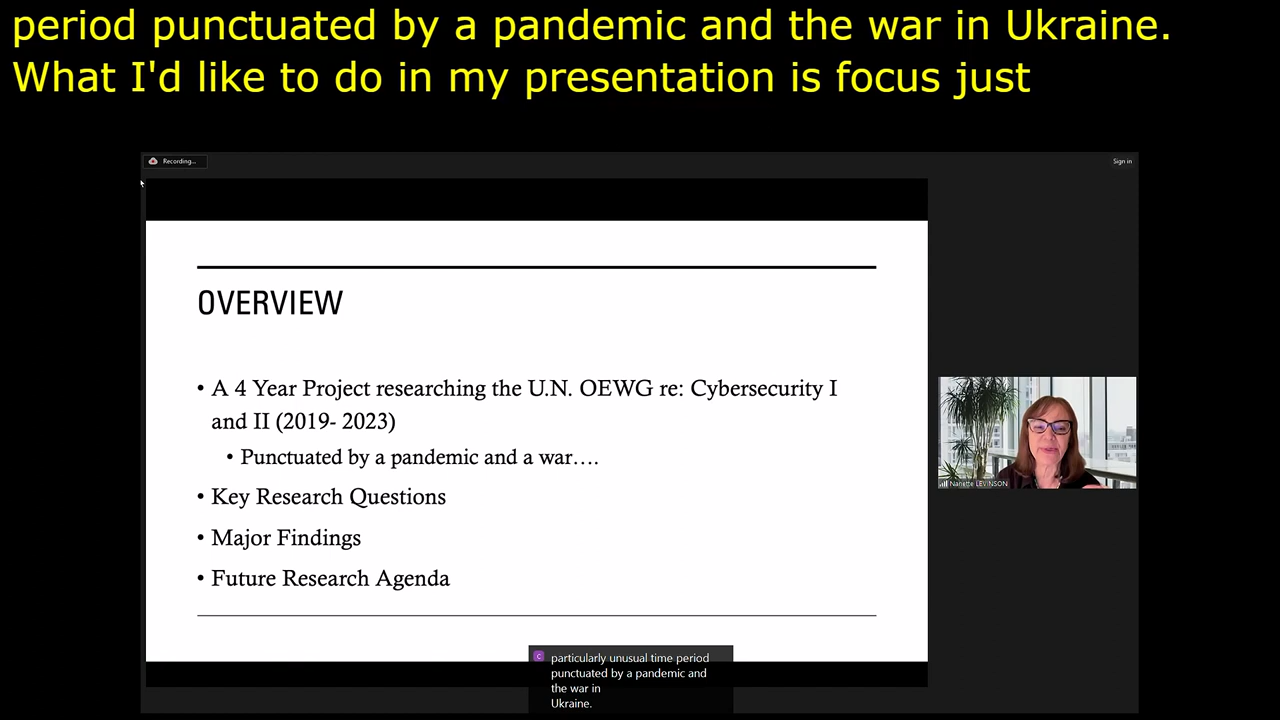 period punctuated by a pandemic and the war in Ukraine.
What I'd like to do in my presentation is focus just
Recording...
Sign in
OVERVIEW
• A 4 Year Project researching the U.N. OEWG re: Cybersecurity I
and II (2019- 2023)
• Punctuated by a pandemic and a war....
• Key Research Questions
• Major Findings
• Future Research Agenda
Nanette LEVINSON
C particularly unusual time period
punctuated by a pandemic and
the war in
Ukraine.